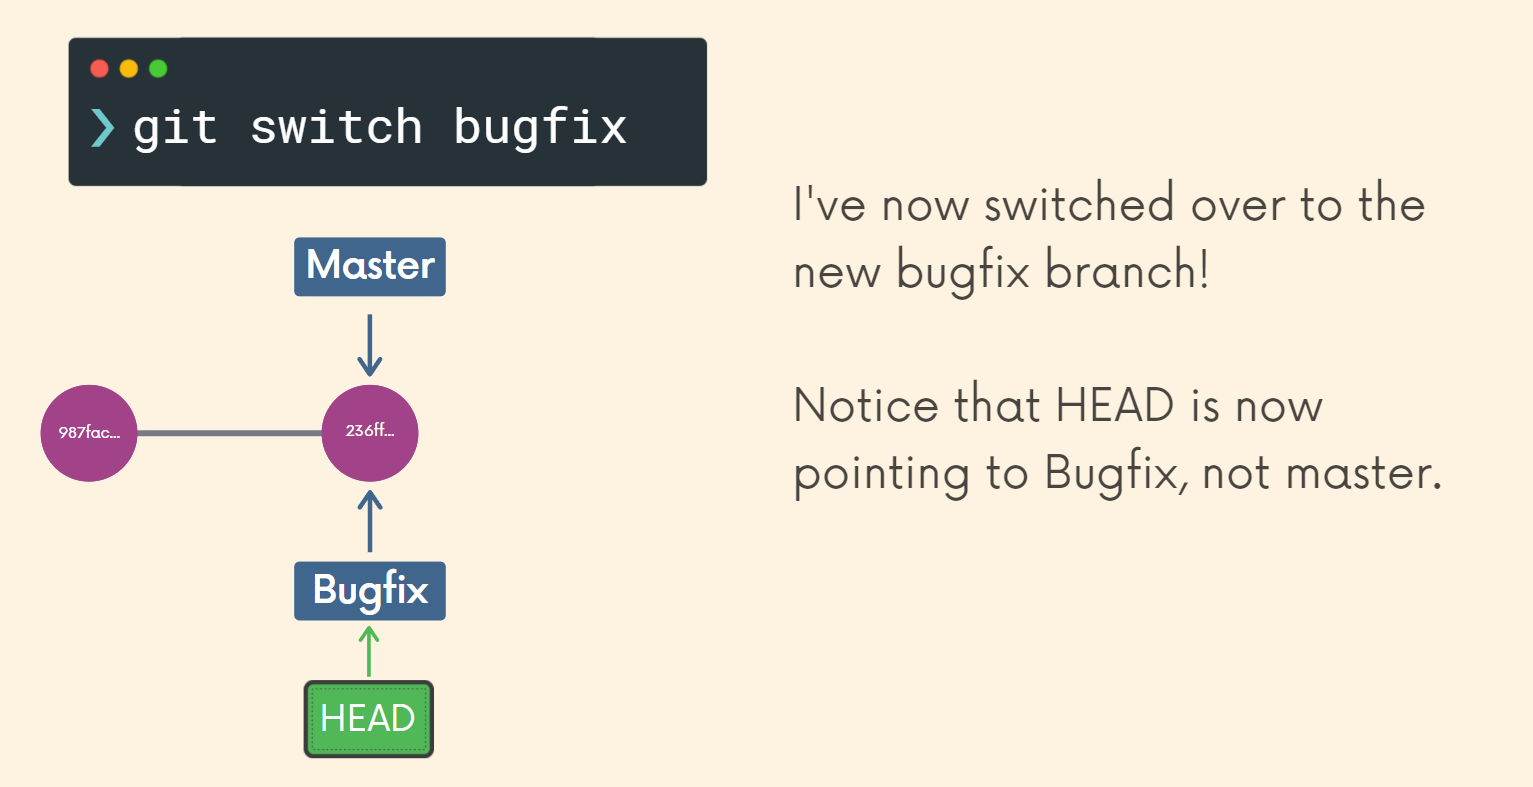 ❯ git switch bugfix
I've now switched over to the
new bugfix branch!
Notice that HEAD is now
pointing to Bugfix, not master.
Master
987fac...
236ff...
Bugfix
HEAD